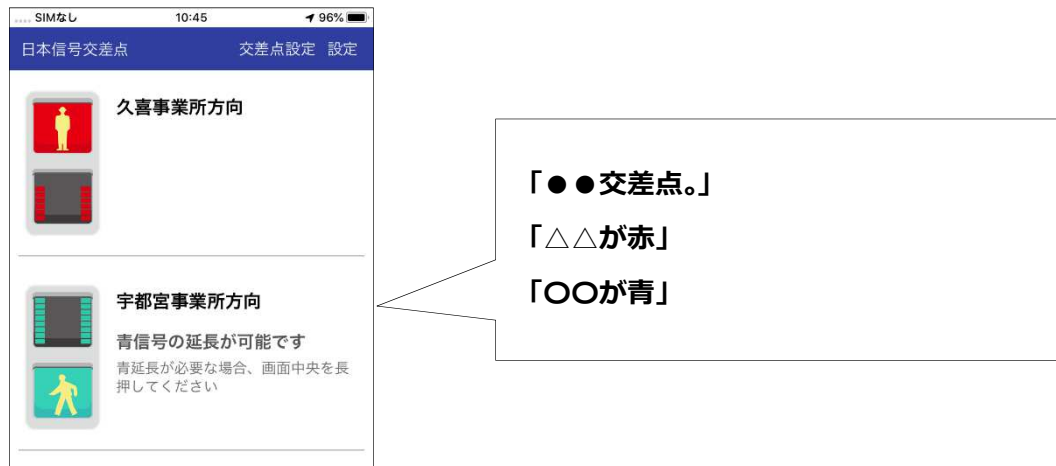 SIMなし 10:45 96%
日本信号交差点 交差点設定 設定
久喜事業所方向
宇都宮事業所方向
青信号の延長が可能です
青延長が必要な場合、画面中央を長
押してください
「●●交差点。」
「△△が赤」
「〇〇が青」